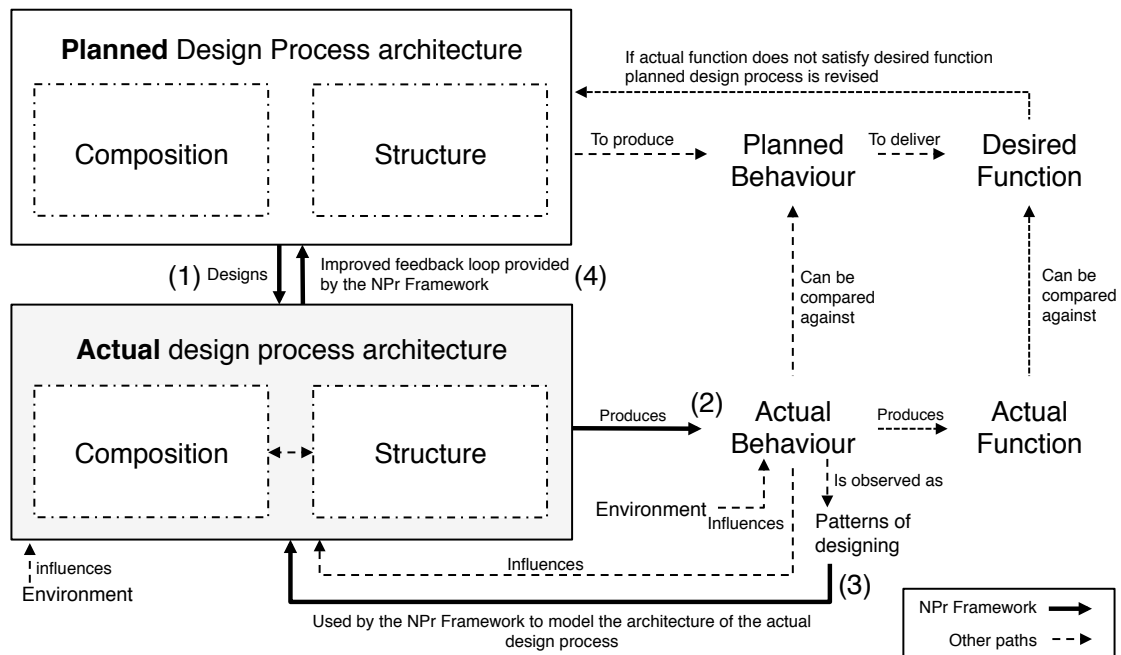 Planned Design Process architecture
Composition
Structure
If actual function does not satisfy desired function
planned design process is revised
To produce
Planned
Behaviour
To deliver
Desired
Function
(1)
Designs
Improved feedback loop provided
by the NPr Framework
(4)
Can be
compared
against
Can be
compared
against
Actual design process architecture
Composition
Structure
Produces
(2)
Actual
Behaviour
Produces
Actual
Function
Is observed as
Environment
Influences
Patterns of
designing
influences
Environment
Influences
(3)
Used by the NPr Framework to model the architecture of the actual
design process
NPr Framework
Other paths